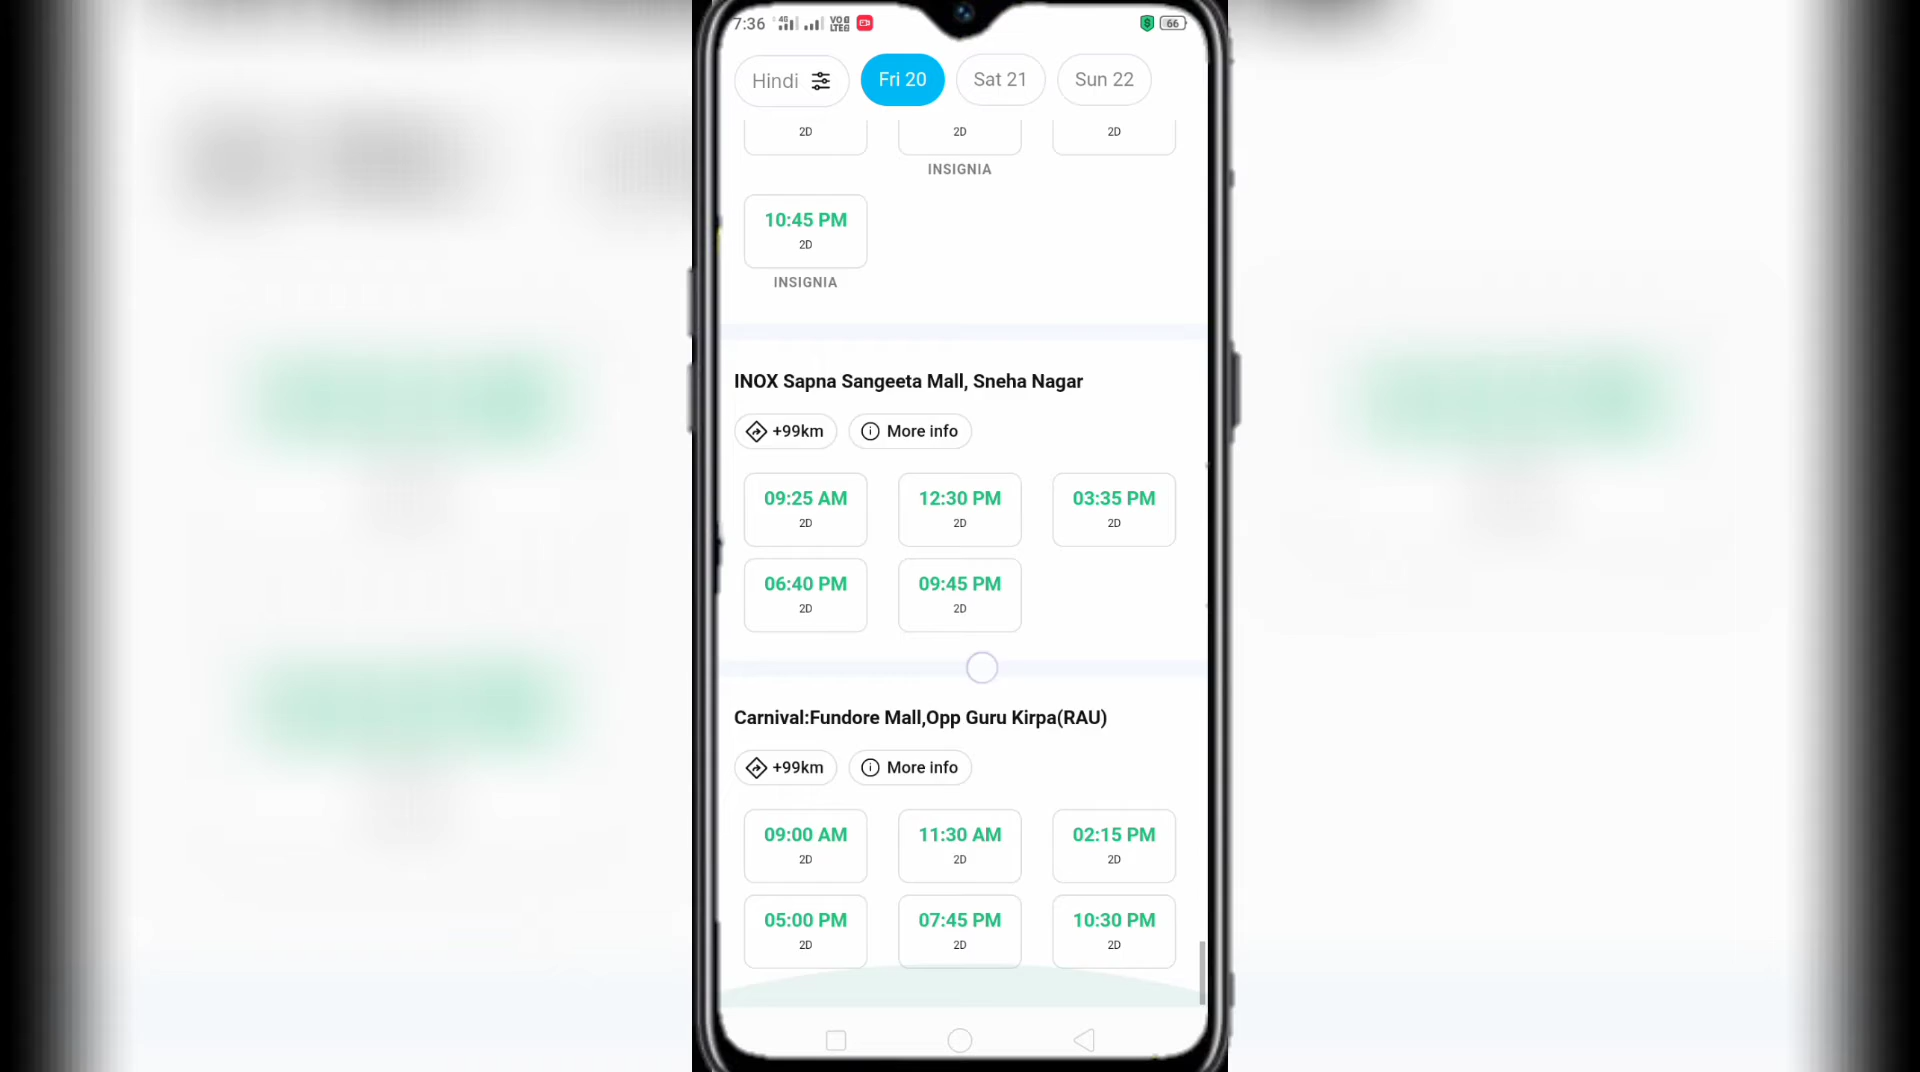 7:36 4G VO LTE 66
Hindi Fri 20 Sat 21 Sun 22
2D 2D 2D
INSIGNIA
10:45 PM
2D
INSIGNIA
INOX Sapna Sangeeta Mall, Sneha Nagar
+99km More info
09:25 AM 12:30 PM 03:35 PM
2D 2D 2D
06:40 PM 09:45 PM
2D 2D
Carnival:Fundore Mall,Opp Guru Kirpa(RAU)
+99km More info
09:00 AM 11:30 AM 02:15 PM
2D 2D 2D
05:00 PM 07:45 PM 10:30 PM
2D 2D 2D